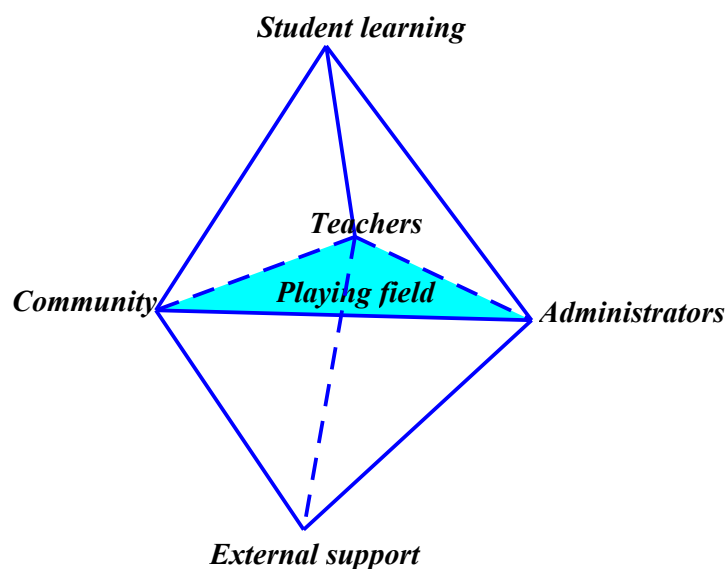 Student learning
Teachers
Playing field
Community
Administrators
External support